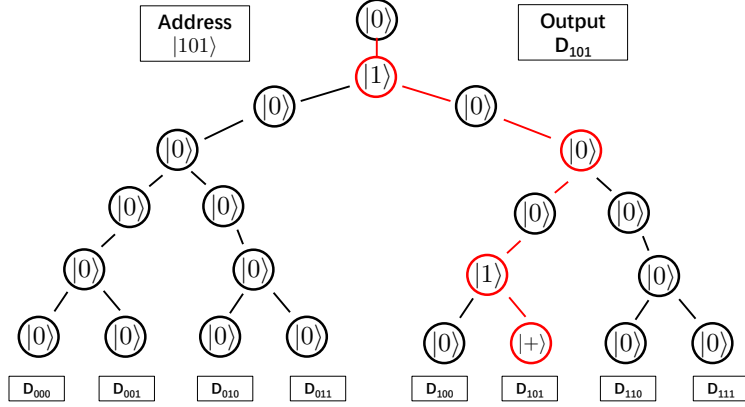 Address
|101⟩
|0⟩
Output
D₁₀₁
|1⟩
|0⟩
|0⟩
|0⟩
|0⟩
|0⟩
|0⟩
|0⟩
|0⟩
|0⟩
|0⟩
|1⟩
|0⟩
|0⟩
|0⟩
|0⟩
|0⟩
|0⟩
|+⟩
|0⟩
|0⟩
D₀₀₀
D₀₀₁
D₀₁₀
D₀₁₁
D₁₀₀
D₁₀₁
D₁₁₀
D₁₁₁